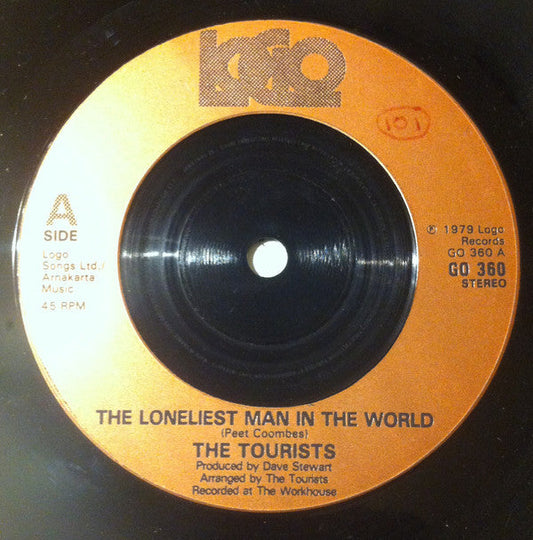 logo
101
A
SIDE
Logo
Songs Ltd./
Arnakarta
Music
45 RPM
℗ 1979 Logo
Records
GO 360 A
GO 360
STEREO
THE LONELIEST MAN IN THE WORLD
(Peet Coombes)
THE TOURISTS
Produced by Dave Stewart
Arranged by The Tourists
Recorded at The Workhouse